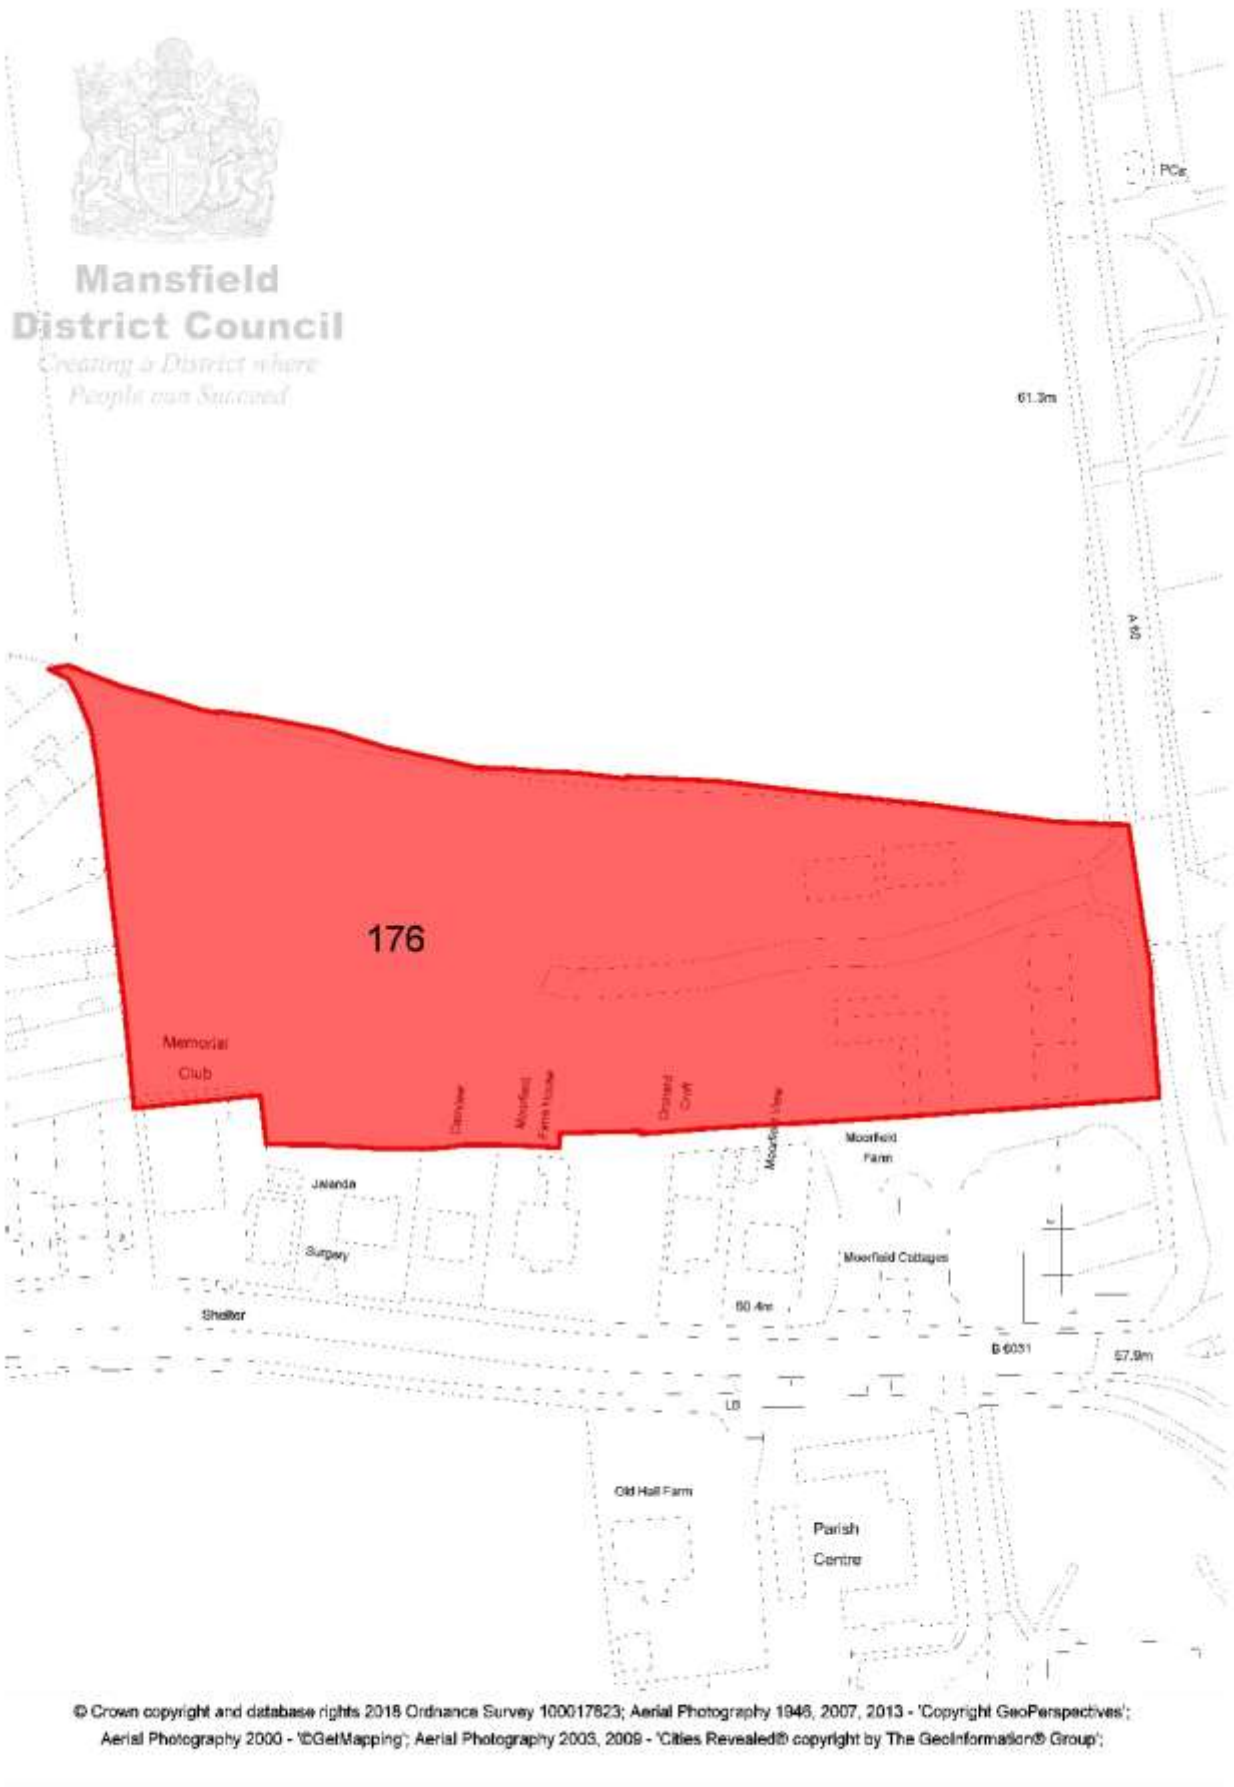 Mansfield
District Council
Creating a District where
People can Succeed
PCs
61.3m
A 60
176
Memorial
Club
Moorfield
Farm House
Orchard
Croft
Moorfield View
Moorfield
Farm
Jalanda
Surgery
Moorfield Cottages
Shelter
60.4m
B 6031
57.9m
LB
Old Hall Farm
Parish
Centre
© Crown copyright and database rights 2018 Ordnance Survey 100017823; Aerial Photography 1946, 2007, 2013 - 'Copyright GeoPerspectives';
Aerial Photography 2000 - '©GetMapping'; Aerial Photography 2003, 2009 - 'Cities Revealed® copyright by The GeoInformation® Group';